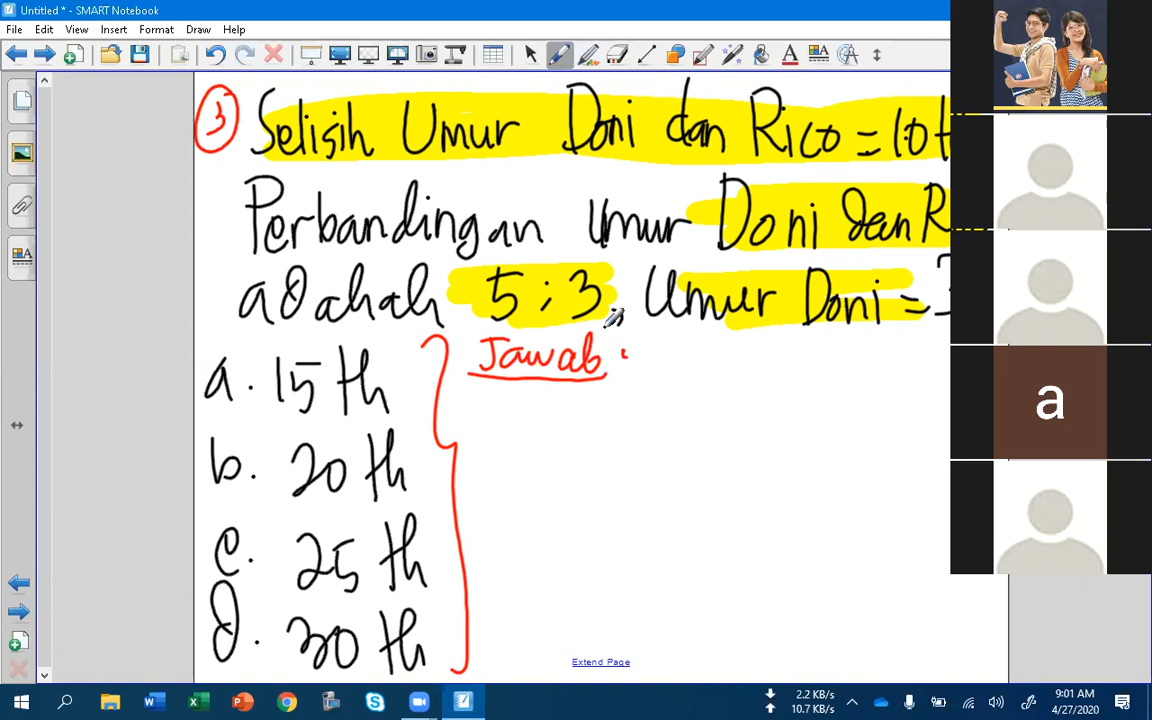 Untitled * - SMART Notebook
File Edit View Insert Format Draw Help
3 Selisih Umur Doni dan Rico = 10 t
Perbandingan Umur Doni dan R
adahah 5 : 3. Umur Doni =
a. 15 th
Jawab :
b. 20 th
c. 25 th
d. 30 th
a
Extend Page
2.2 KB/s
10.7 KB/s
9:01 AM
4/27/2020